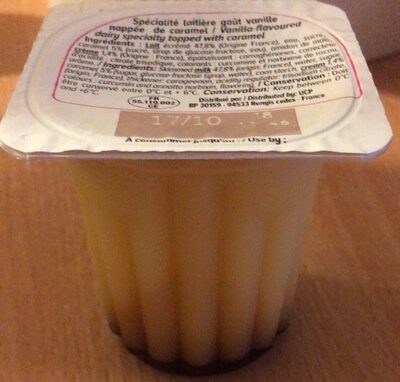 Spécialité laitière goût vanille
nappée de caramel / Vanilla-flavoured
dairy specialty topped with caramel
Ingrédients : Lait écrémé 47,8% (Origine France), eau, sucre,
caramel 5% (sucre, sirop de glucose-fructose, eau), amidon de maïs,
crème 1,4% (Origine France), épaississant : carraghénanes, correcteur
d'acidité : citrate trisodique, colorants : curcumine et norbixine de rocou,
arôme. / Ingredients: Skimmed milk 47,8% (origin France), water, sugar,
caramel 5% (sugar, glucose-fructose syrup, water), corn starch, cream 1,4%
(origin France), thickener: carrageenan, acidity regulator: trisodium citrate,
colours: curcumin and annatto norbixin, flavoring. / Conservation : Doit
être conservé entre 0°C et + 6°C. Conservation: Keep between 0°C
and +6°C.
FR
55.110.002
CE
Distribué par / Distributed by: UCP
BP 30159 - 94533 Rungis cedex - France
17/10
A consommer jusqu'au : / Use by: